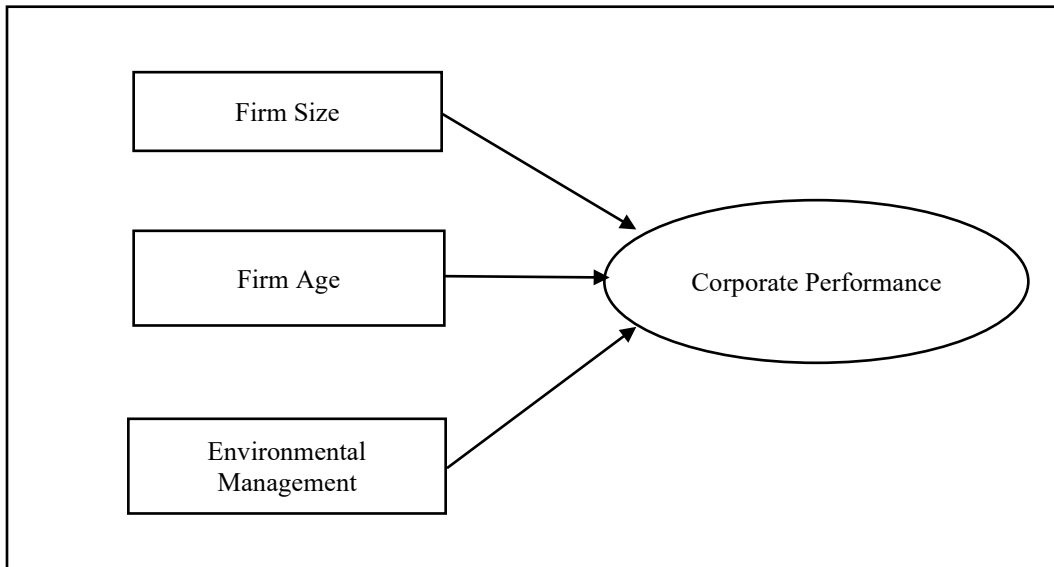 Firm Size
Firm Age
Corporate Performance
Environmental
Management